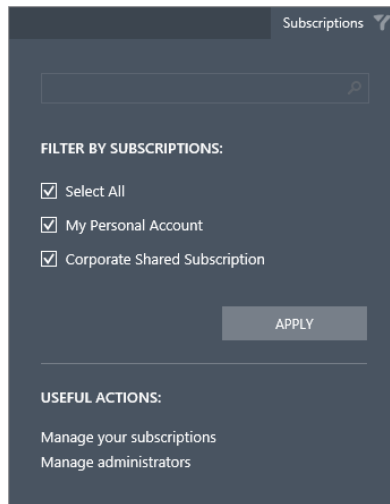 Subscriptions
FILTER BY SUBSCRIPTIONS:
Select All
My Personal Account
Corporate Shared Subscription
APPLY
USEFUL ACTIONS:
Manage your subscriptions
Manage administrators